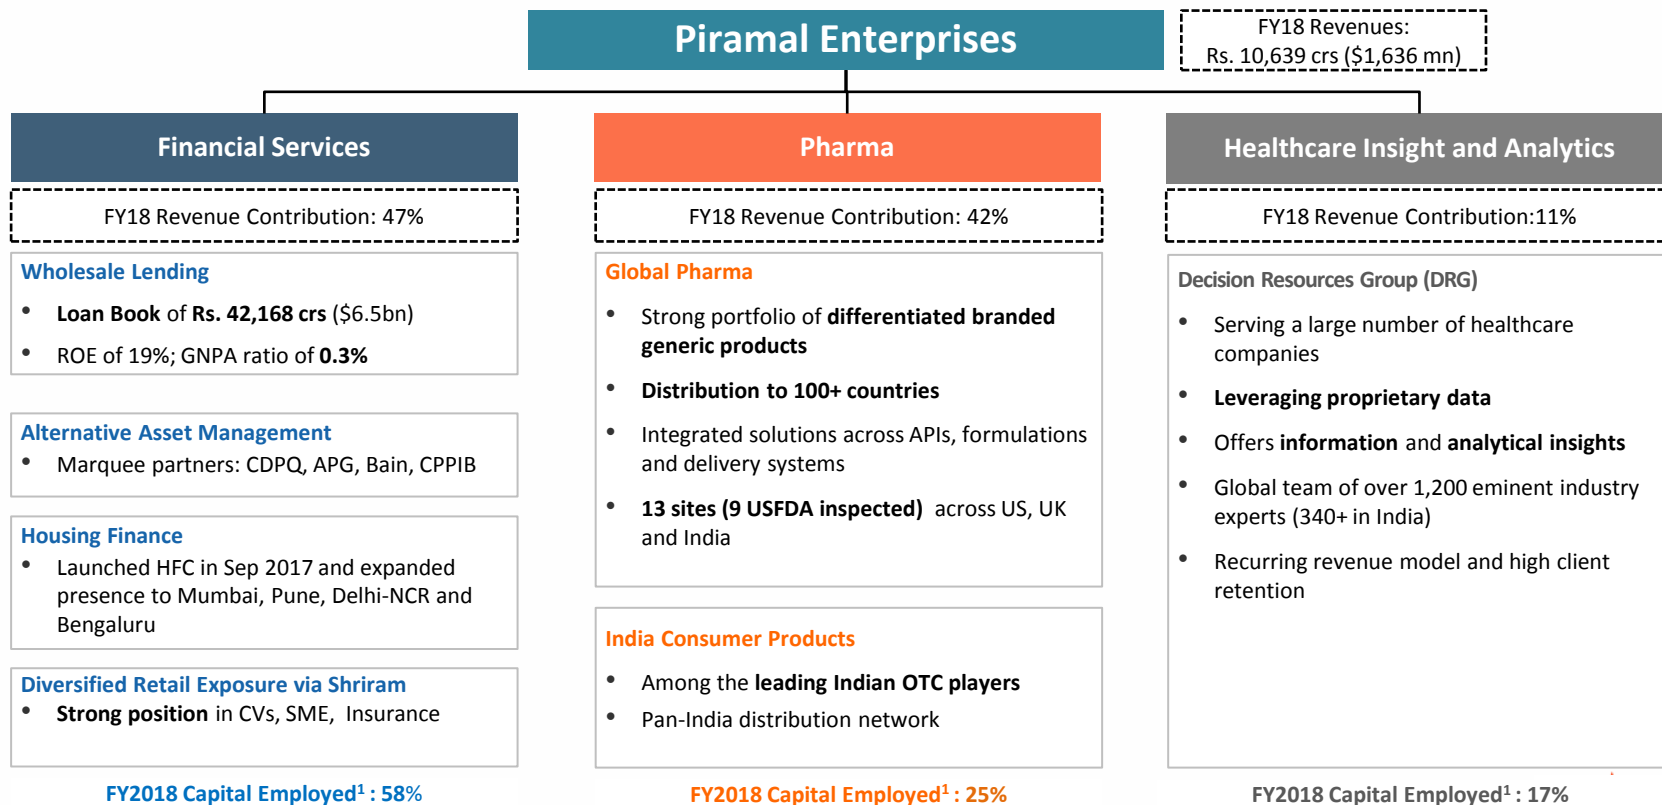 Piramal Enterprises
FY18 Revenues:
Rs. 10,639 crs ($1,636 mn)
Financial Services
FY18 Revenue Contribution: 47%
Wholesale Lending
• Loan Book of Rs. 42,168 crs ($6.5bn)
• ROE of 19%; GNPA ratio of 0.3%
Alternative Asset Management
• Marquee partners: CDPQ, APG, Bain, CPPIB
Housing Finance
• Launched HFC in Sep 2017 and expanded
presence to Mumbai, Pune, Delhi-NCR and
Bengaluru
Diversified Retail Exposure via Shriram
• Strong position in CVs, SME, Insurance
FY2018 Capital Employed¹ : 58%
Pharma
FY18 Revenue Contribution: 42%
Global Pharma
• Strong portfolio of differentiated branded
generic products
• Distribution to 100+ countries
• Integrated solutions across APIs, formulations
and delivery systems
• 13 sites (9 USFDA inspected) across US, UK
and India
India Consumer Products
• Among the leading Indian OTC players
• Pan-India distribution network
FY2018 Capital Employed¹ : 25%
Healthcare Insight and Analytics
FY18 Revenue Contribution:11%
Decision Resources Group (DRG)
• Serving a large number of healthcare
companies
• Leveraging proprietary data
• Offers information and analytical insights
• Global team of over 1,200 eminent industry
experts (340+ in India)
• Recurring revenue model and high client
retention
FY2018 Capital Employed¹ : 17%